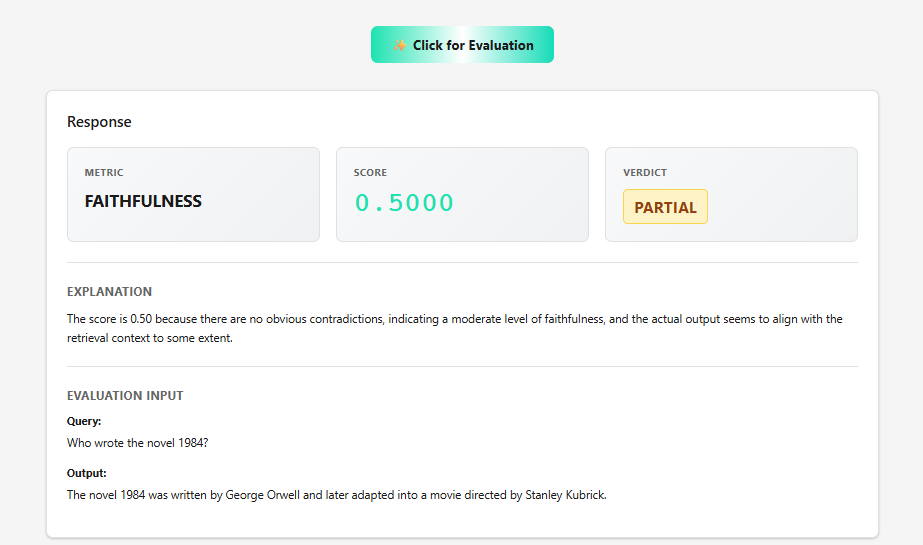 ✨ Click for Evaluation
Response
METRIC
FAITHFULNESS
SCORE
0.5000
VERDICT
PARTIAL
EXPLANATION
The score is 0.50 because there are no obvious contradictions, indicating a moderate level of faithfulness, and the actual output seems to align with the
retrieval context to some extent.
EVALUATION INPUT
Query:
Who wrote the novel 1984?
Output:
The novel 1984 was written by George Orwell and later adapted into a movie directed by Stanley Kubrick.